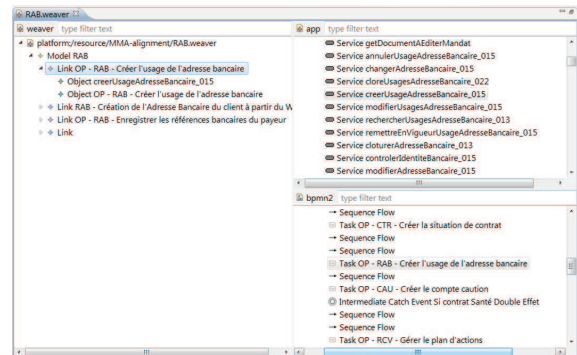 RAB.weaver
weaver type filter text
platform:/resource/MMA-alignment/RAB.weaver
Model RAB
Link OP - RAB - Créer l'usage de l'adresse bancaire
Object creerUsageAdresseBancaire_015
Object OP - RAB - Créer l'usage de l'adresse bancaire
Link RAB - Création de l'Adresse Bancaire du client à partir du W
Link OP - RAB - Enregistrer les références bancaires du payeur
Link
app type filter text
Service getDocumentAEditerMandat
Service annulerUsageAdresseBancaire_015
Service changerAdresseBancaire_015
Service cloreUsagesAdresseBancaire_022
Service creerUsageAdresseBancaire_015
Service modifierUsagesAdresseBancaire_015
Service rechercherUsagesAdresseBancaire_013
Service remettreEnVigueurUsageAdresseBancaire_015
Service cloturerAdresseBancaire_013
Service controlerIdentiteBancaire_015
Service modifierAdresseBancaire_015
bpmn2 type filter text
Sequence Flow
Task OP - CTR - Créer la situation de contrat
Sequence Flow
Sequence Flow
Task OP - RAB - Créer l'usage de l'adresse bancaire
Sequence Flow
Task OP - CAU - Gérer le compte caution
Intermediate Catch Event Si contrat Santé Double Effet
Sequence Flow
Sequence Flow
Task OP - RCV - Gérer le plan d'actions